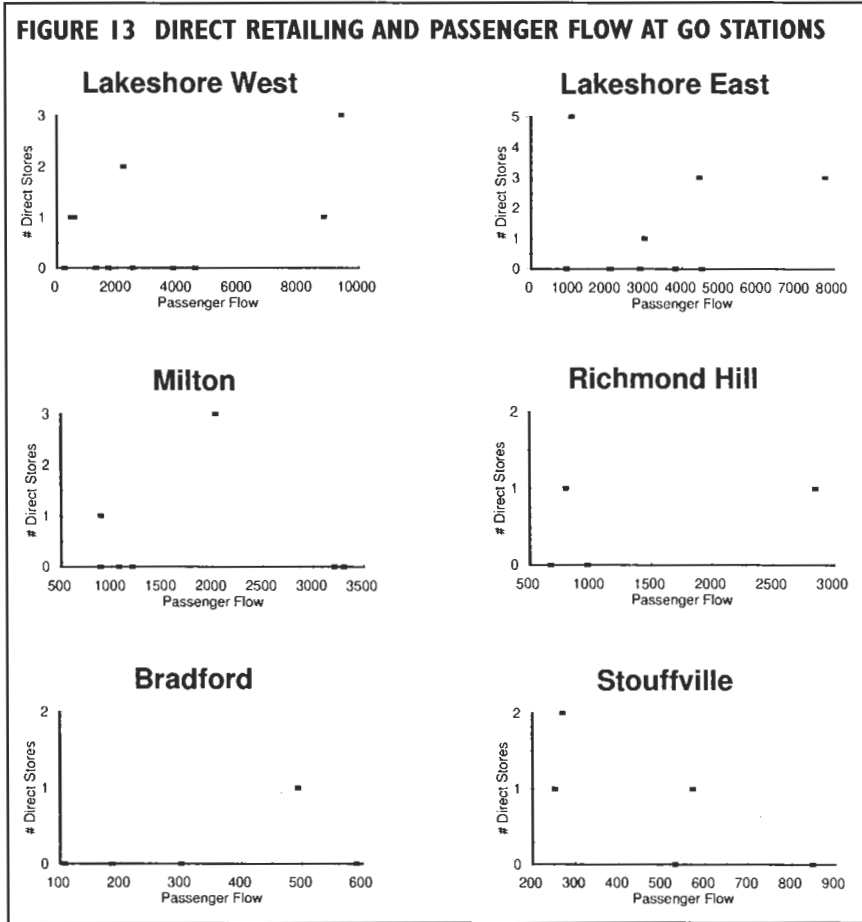 FIGURE 13 DIRECT RETAILING AND PASSENGER FLOW AT GO STATIONS
Lakeshore West
# Direct Stores
3
2
1
0
0 2000 4000 6000 8000 10000
Passenger Flow
Lakeshore East
# Direct Stores
5
4
3
2
1
0
0 1000 2000 3000 4000 5000 6000 7000 8000
Passenger Flow
Milton
# Direct Stores
3
2
1
0
500 1000 1500 2000 2500 3000 3500
Passenger Flow
Richmond Hill
# Direct Stores
2
1
0
500 1000 1500 2000 2500 3000
Passenger Flow
Bradford
# Direct Stores
2
1
0
100 200 300 400 500 600
Passenger Flow
Stouffville
# Direct Stores
2
1
0
200 300 400 500 600 700 800 900
Passenger Flow